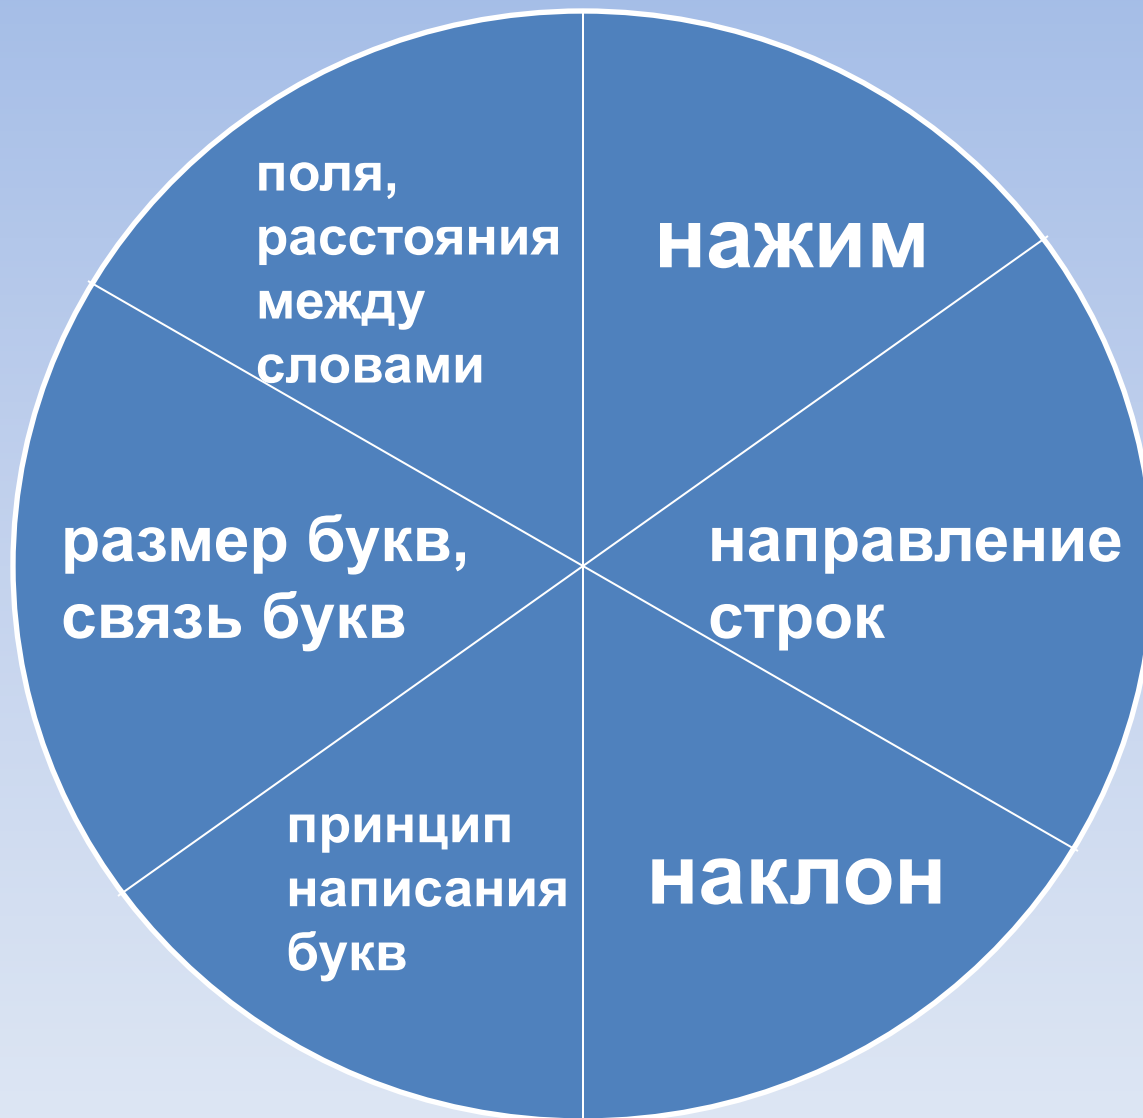 поля,
расстояния
между
словами
нажим
размер букв,
связь букв
направление
строк
принцип
написания
букв
наклон